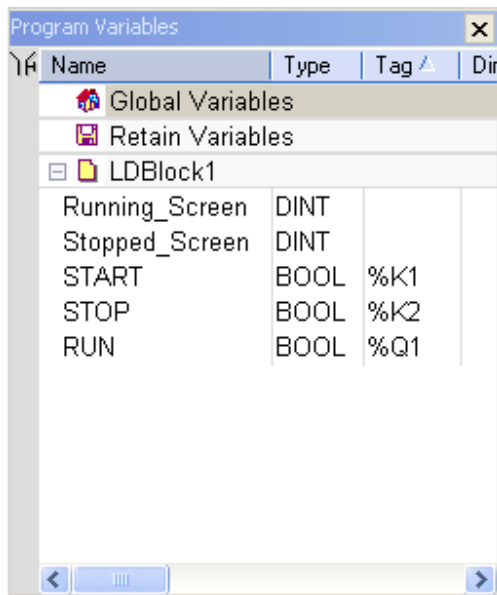 Program Variables
Name Type Tag Dir
Global Variables
Retain Variables
LDBlock1
Running_Screen DINT
Stopped_Screen DINT
START BOOL %K1
STOP BOOL %K2
RUN BOOL %Q1